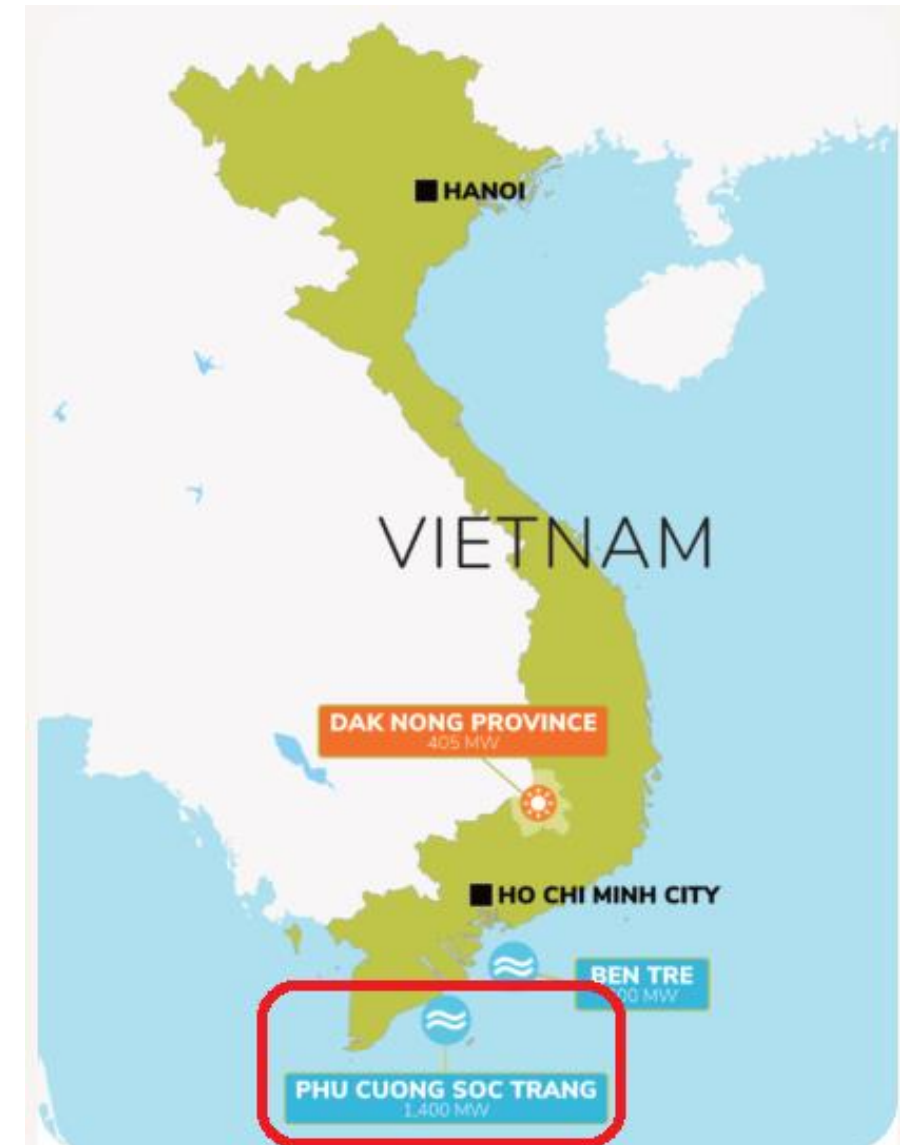 HANOI
VIETNAM
DAK NONG PROVINCE
405 MW
HO CHI MINH CITY
BEN TRE
MW
PHU CUONG SOC TRANG
1,400 MW